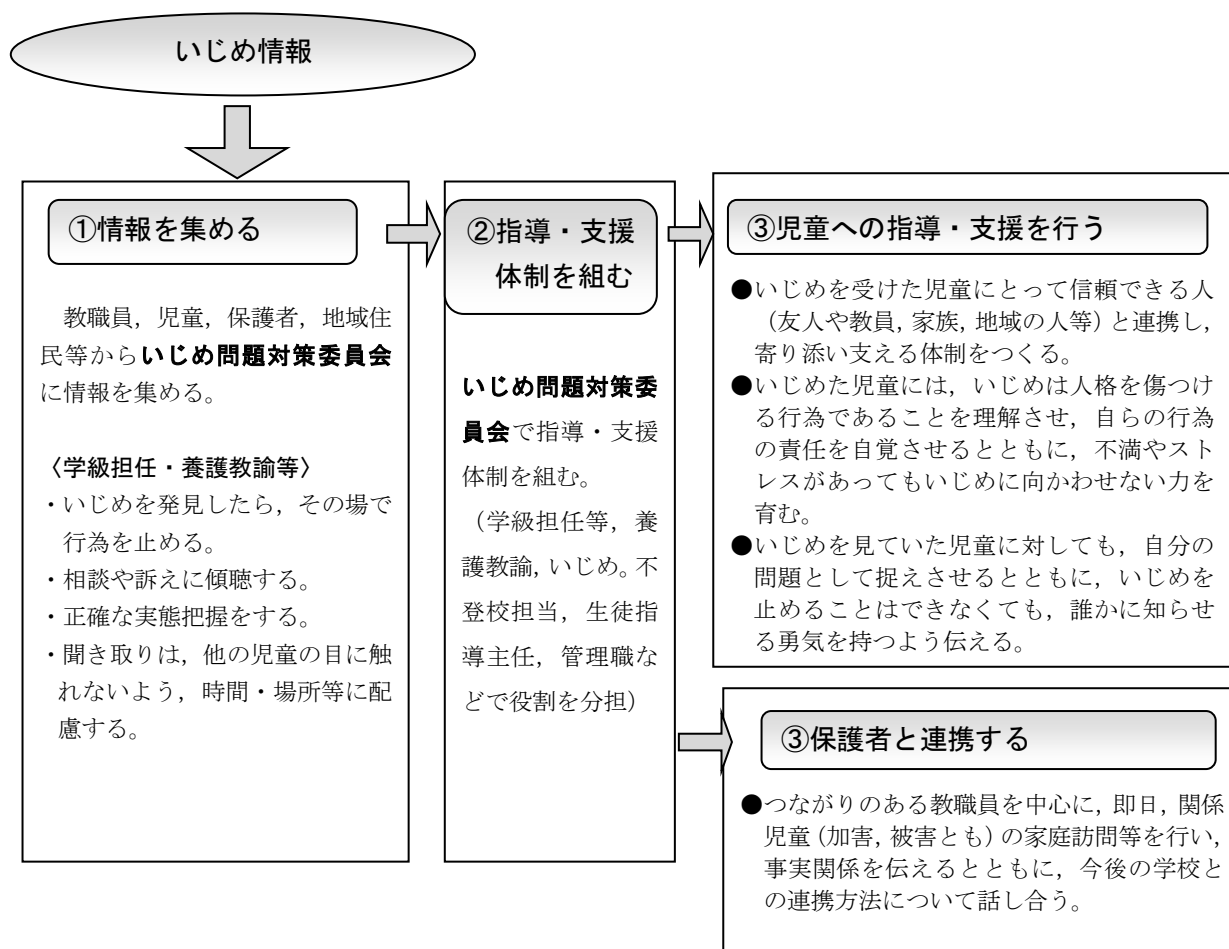 いじめ情報
①情報を集める
教職員，児童，保護者，地域住
民等からいじめ問題対策委員会
に情報を集める。
〈学級担任・養護教諭等〉
・いじめを発見したら，その場で
行為を止める。
・相談や訴えに傾聴する。
・正確な実態把握をする。
・聞き取りは，他の児童の目に触
れないよう，時間・場所等に配
慮する。
②指導・支援
体制を組む
いじめ問題対策委
員会で指導・支援
体制を組む。
（学級担任等，養
護教諭，いじめ。不
登校担当，生徒指
導主任，管理職な
どで役割を分担）
③児童への指導・支援を行う
●いじめを受けた児童にとって信頼できる人
（友人や教員，家族，地域の人等）と連携し，
寄り添い支える体制をつくる。
●いじめた児童には，いじめは人格を傷つけ
る行為であることを理解させ，自らの行為
の責任を自覚させるとともに，不満やスト
レスがあってもいじめに向かわせない力を
育む。
●いじめを見ていた児童に対しても，自分の
問題として捉えさせるとともに，いじめを
止めることはできなくても，誰かに知らせ
る勇気を持つよう伝える。
③保護者と連携する
●つながりのある教職員を中心に，即日，関係
児童（加害，被害とも）の家庭訪問等を行い，
事実関係を伝えるとともに，今後の学校と
の連携方法について話し合う。